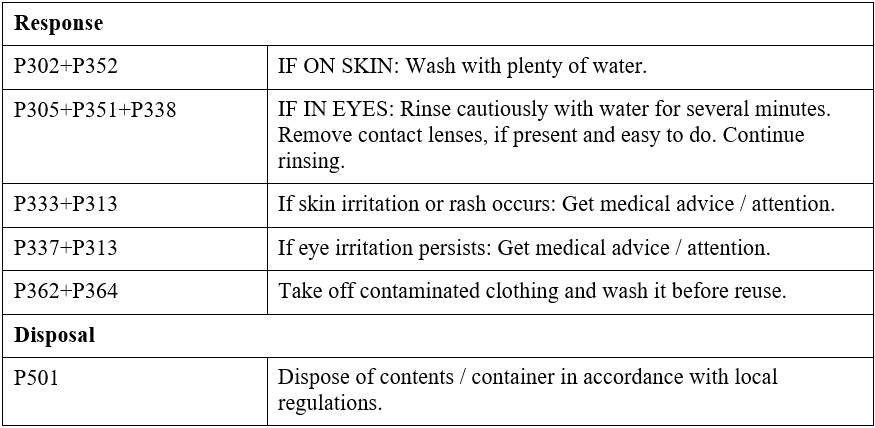 Response
P302+P352 IF ON SKIN: Wash with plenty of water.
P305+P351+P338 IF IN EYES: Rinse cautiously with water for several minutes.
Remove contact lenses, if present and easy to do. Continue
rinsing.
P333+P313 If skin irritation or rash occurs: Get medical advice / attention.
P337+P313 If eye irritation persists: Get medical advice / attention.
P362+P364 Take off contaminated clothing and wash it before reuse.
Disposal
P501 Dispose of contents / container in accordance with local
regulations.